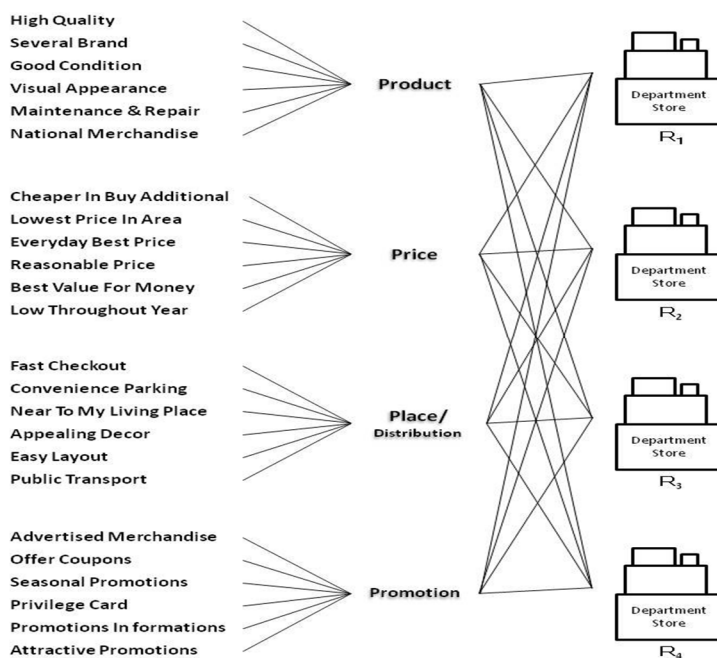 High Quality
Several Brand
Good Condition
Visual Appearance
Maintenance & Repair
National Merchandise
Product
Department
Store
R1
Cheaper In Buy Additional
Lowest Price In Area
Everyday Best Price
Reasonable Price
Best Value For Money
Low Throughout Year
Price
Department
Store
R2
Fast Checkout
Convenience Parking
Near To My Living Place
Appealing Decor
Easy Layout
Public Transport
Place/
Distribution
Department
Store
R3
Advertised Merchandise
Offer Coupons
Seasonal Promotions
Privilege Card
Promotions In formations
Attractive Promotions
Promotion
Department
Store
R4